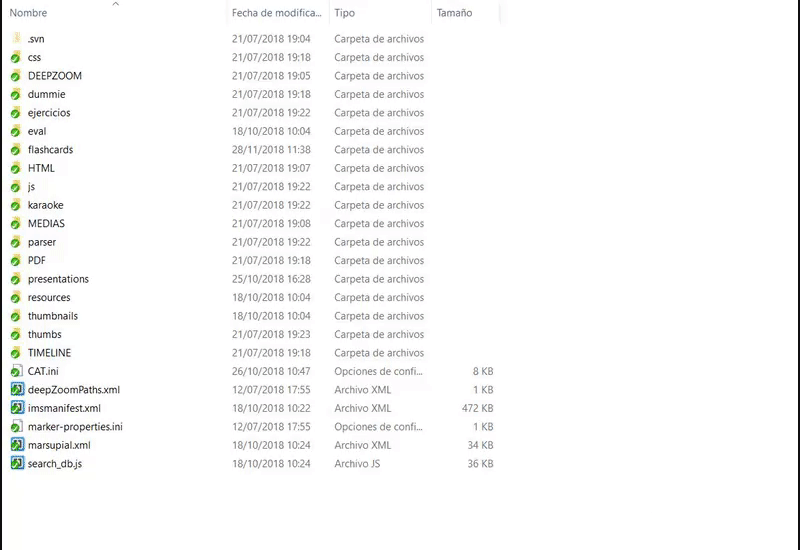 Nombre Fecha de modifica... Tipo Tamaño
.svn 21/07/2018 19:04 Carpeta de archivos
css 21/07/2018 19:18 Carpeta de archivos
DEEPZOOM 21/07/2018 19:05 Carpeta de archivos
dummie 21/07/2018 19:18 Carpeta de archivos
ejercicios 21/07/2018 19:22 Carpeta de archivos
eval 18/10/2018 10:04 Carpeta de archivos
flashcards 28/11/2018 11:38 Carpeta de archivos
HTML 21/07/2018 19:07 Carpeta de archivos
js 21/07/2018 19:22 Carpeta de archivos
karaoke 21/07/2018 19:22 Carpeta de archivos
MEDIAS 21/07/2018 19:08 Carpeta de archivos
parser 21/07/2018 19:22 Carpeta de archivos
PDF 21/07/2018 19:18 Carpeta de archivos
presentations 25/10/2018 16:28 Carpeta de archivos
resources 18/10/2018 10:04 Carpeta de archivos
thumbnails 18/10/2018 10:04 Carpeta de archivos
thumbs 21/07/2018 19:23 Carpeta de archivos
TIMELINE 21/07/2018 19:18 Carpeta de archivos
CAT.ini 26/10/2018 10:47 Opciones de confi... 8 KB
deepZoomPaths.xml 12/07/2018 17:55 Archivo XML 1 KB
imsmanifest.xml 18/10/2018 10:22 Archivo XML 472 KB
marker-properties.ini 12/07/2018 17:55 Opciones de confi... 1 KB
marsupial.xml 18/10/2018 10:24 Archivo XML 34 KB
search_db.js 18/10/2018 10:24 Archivo JS 36 KB